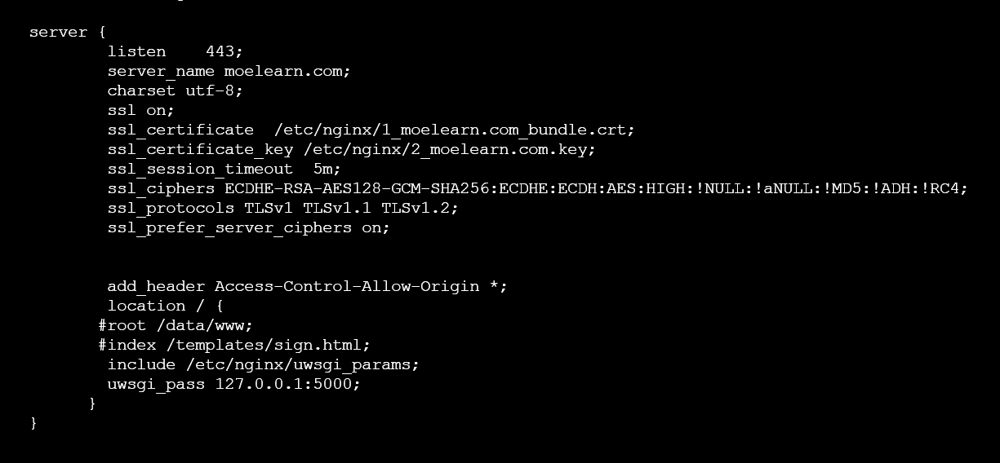 server {
listen    443;
server_name moelearn.com;
charset utf-8;
ssl on;
ssl_certificate  /etc/nginx/1_moelearn.com_bundle.crt;
ssl_certificate_key /etc/nginx/2_moelearn.com.key;
ssl_session_timeout  5m;
ssl_ciphers ECDHE-RSA-AES128-GCM-SHA256:ECDHE:ECDH:AES:HIGH:!NULL:!aNULL:!MD5:!ADH:!RC4;
ssl_protocols TLSv1 TLSv1.1 TLSv1.2;
ssl_prefer_server_ciphers on;
add_header Access-Control-Allow-Origin *;
location / {
#root /data/www;
#index /templates/sign.html;
include /etc/nginx/uwsgi_params;
uwsgi_pass 127.0.0.1:5000;
}
}